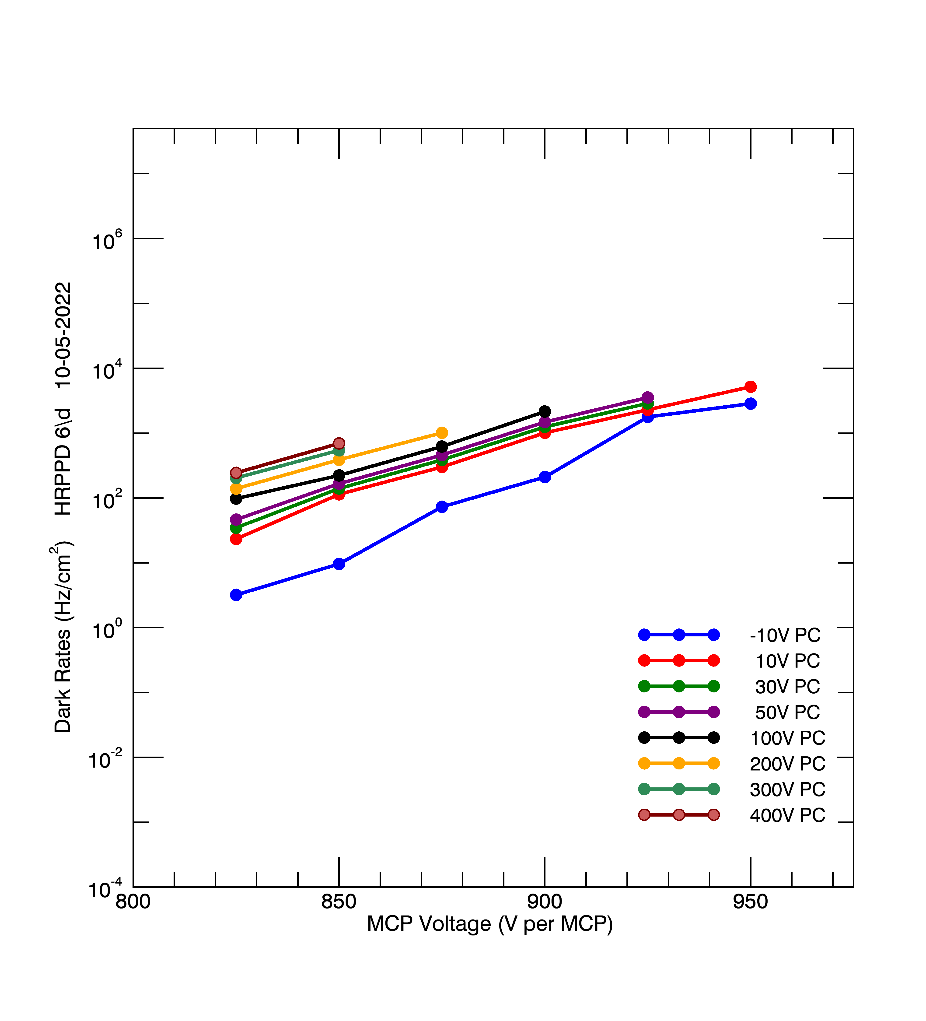 10⁶
10⁴
10²
10⁰
10⁻²
10⁻⁴
Dark Rates (Hz/cm²) HRPPD 6\d 10-05-2022
-10V PC
10V PC
30V PC
50V PC
100V PC
200V PC
300V PC
400V PC
800 850 900 950
MCP Voltage (V per MCP)